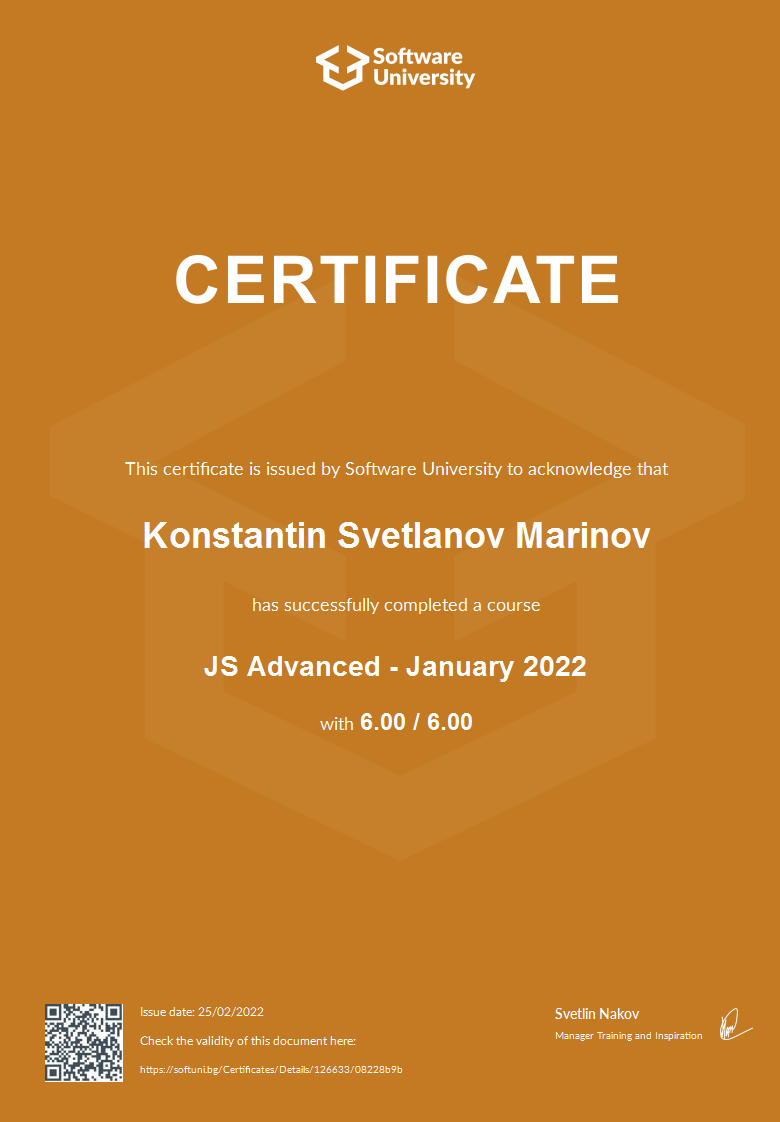 Software
University
CERTIFICATE
This certificate is issued by Software University to acknowledge that
Konstantin Svetlanov Marinov
has successfully completed a course
JS Advanced - January 2022
with 6.00 / 6.00
Issue date: 25/02/2022
Check the validity of this document here:
https://softuni.bg/Certificates/Details/126633/08228b9b
Svetlin Nakov
Manager Training and Inspiration